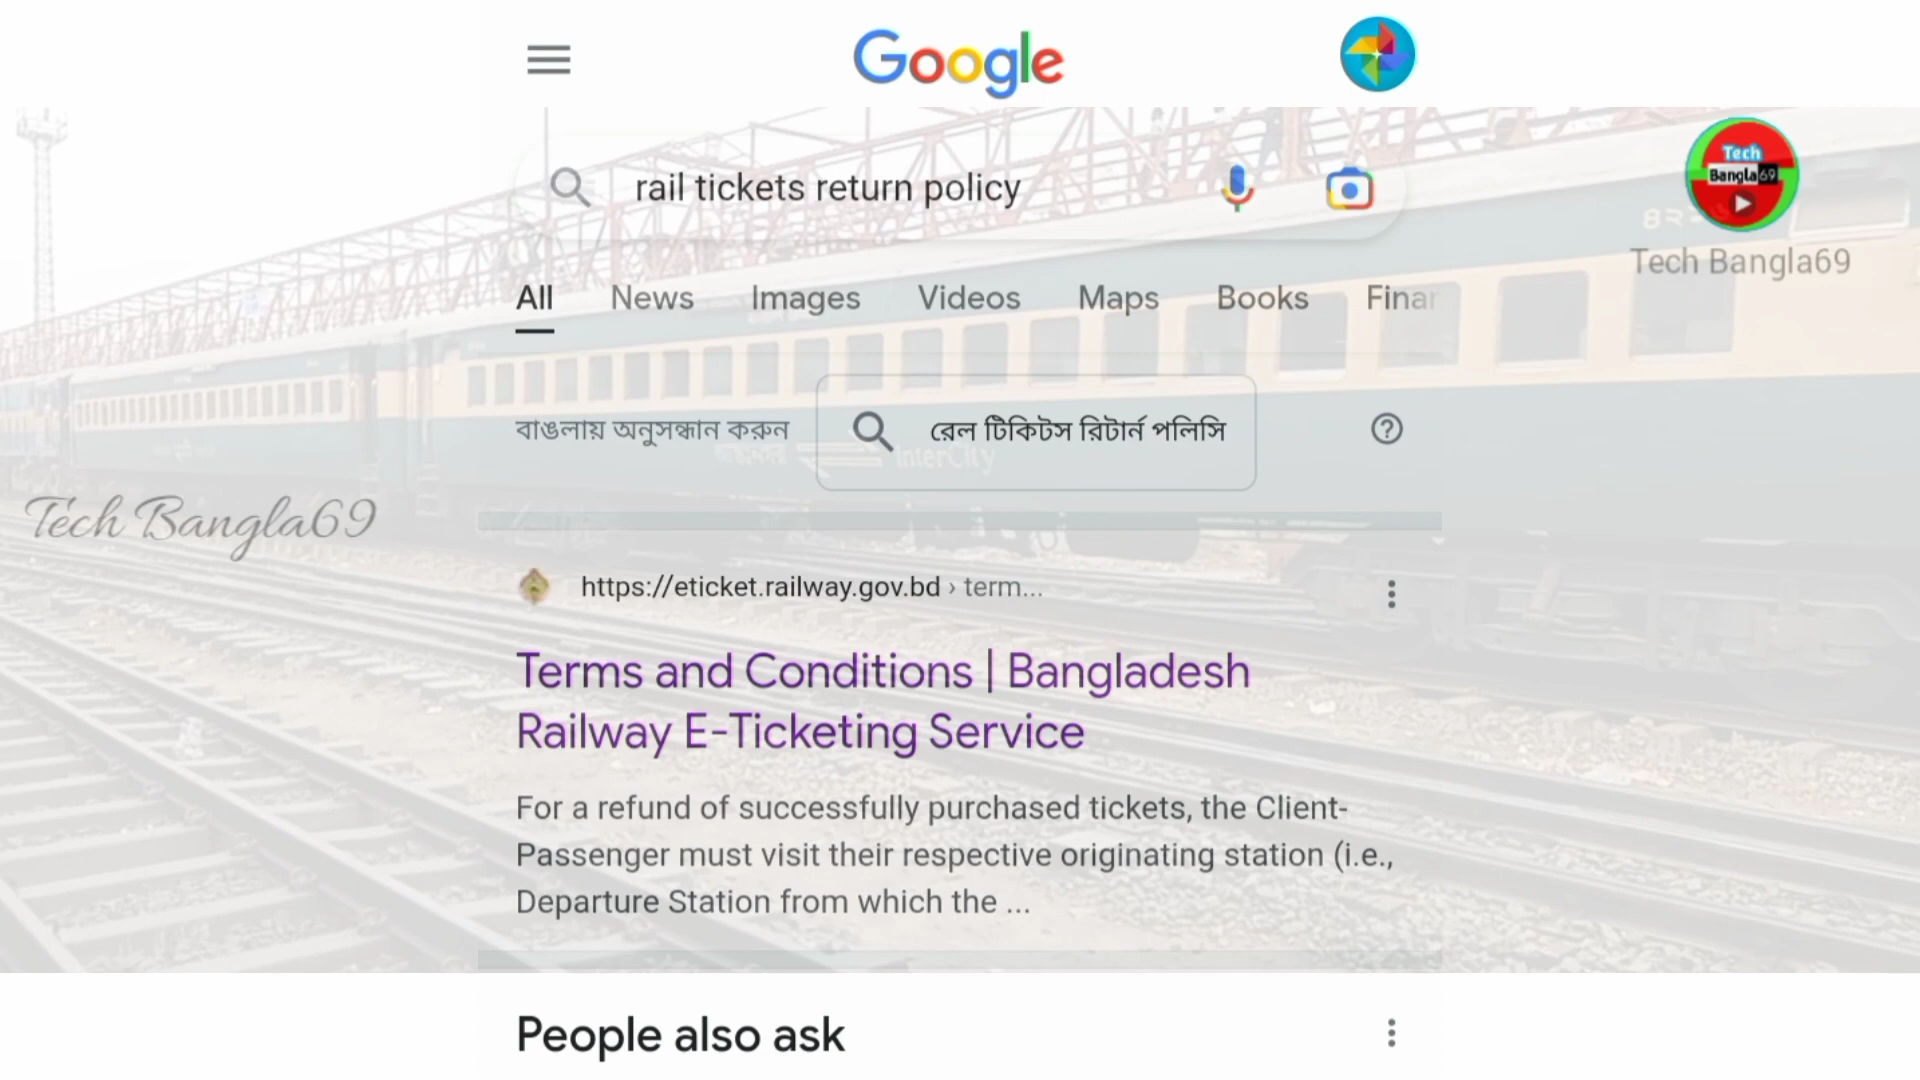 Google
rail tickets return policy
Tech
Bangla69
Tech Bangla69
All News Images Videos Maps Books Finan
বাঙলায় অনুসন্ধান করুন রেল টিকিটস রিটার্ন পলিসি
InterCity
Tech Bangla69
https://eticket.railway.gov.bd › term...
Terms and Conditions | Bangladesh
Railway E-Ticketing Service
For a refund of successfully purchased tickets, the Client-
Passenger must visit their respective originating station (i.e.,
Departure Station from which the ...
People also ask